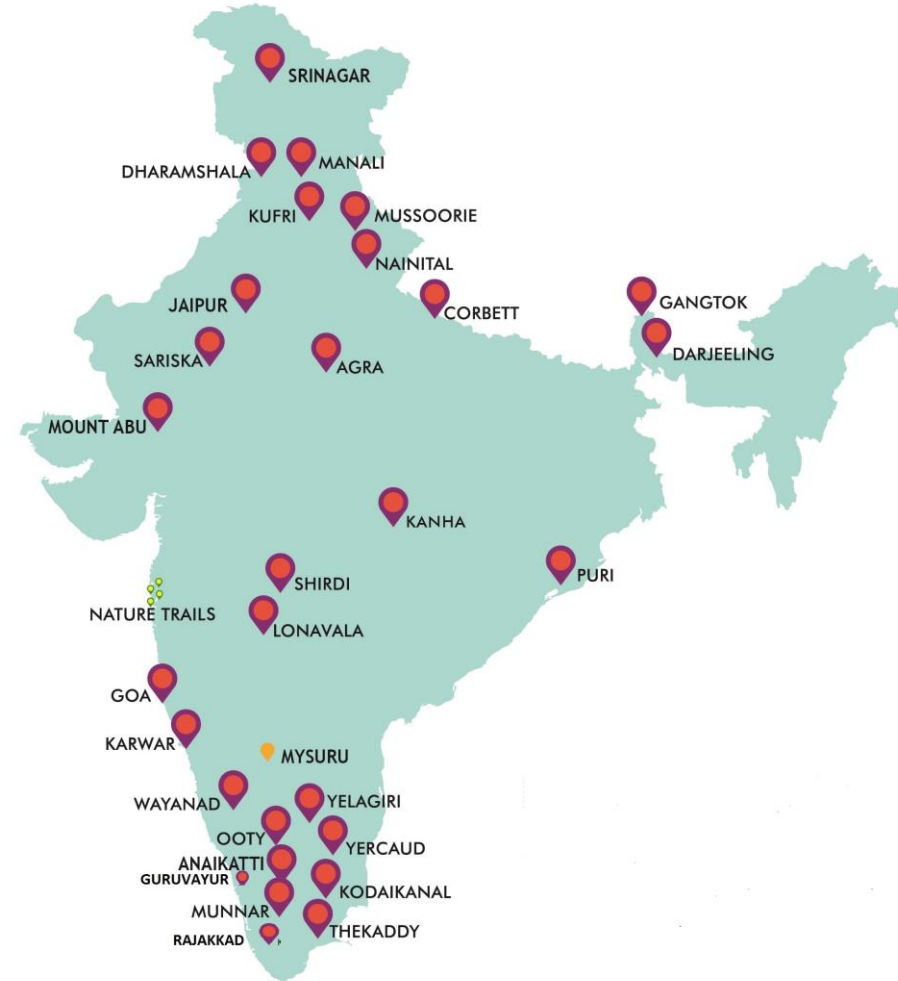 SRINAGAR
DHARAMSHALA
MANALI
KUFRI
MUSSOORIE
NAINITAL
JAIPUR
CORBETT
GANGTOK
SARISKA
AGRA
DARJEELING
MOUNT ABU
KANHA
SHIRDI
PURI
NATURE TRAILS
LONAVALA
GOA
KARWAR
MYSURU
WAYANAD
YELAGIRI
OOTY
YERCAUD
ANAIKATTI
GURUVAYUR
KODAIKANAL
MUNNAR
THEKADDY
RAJAKKAD